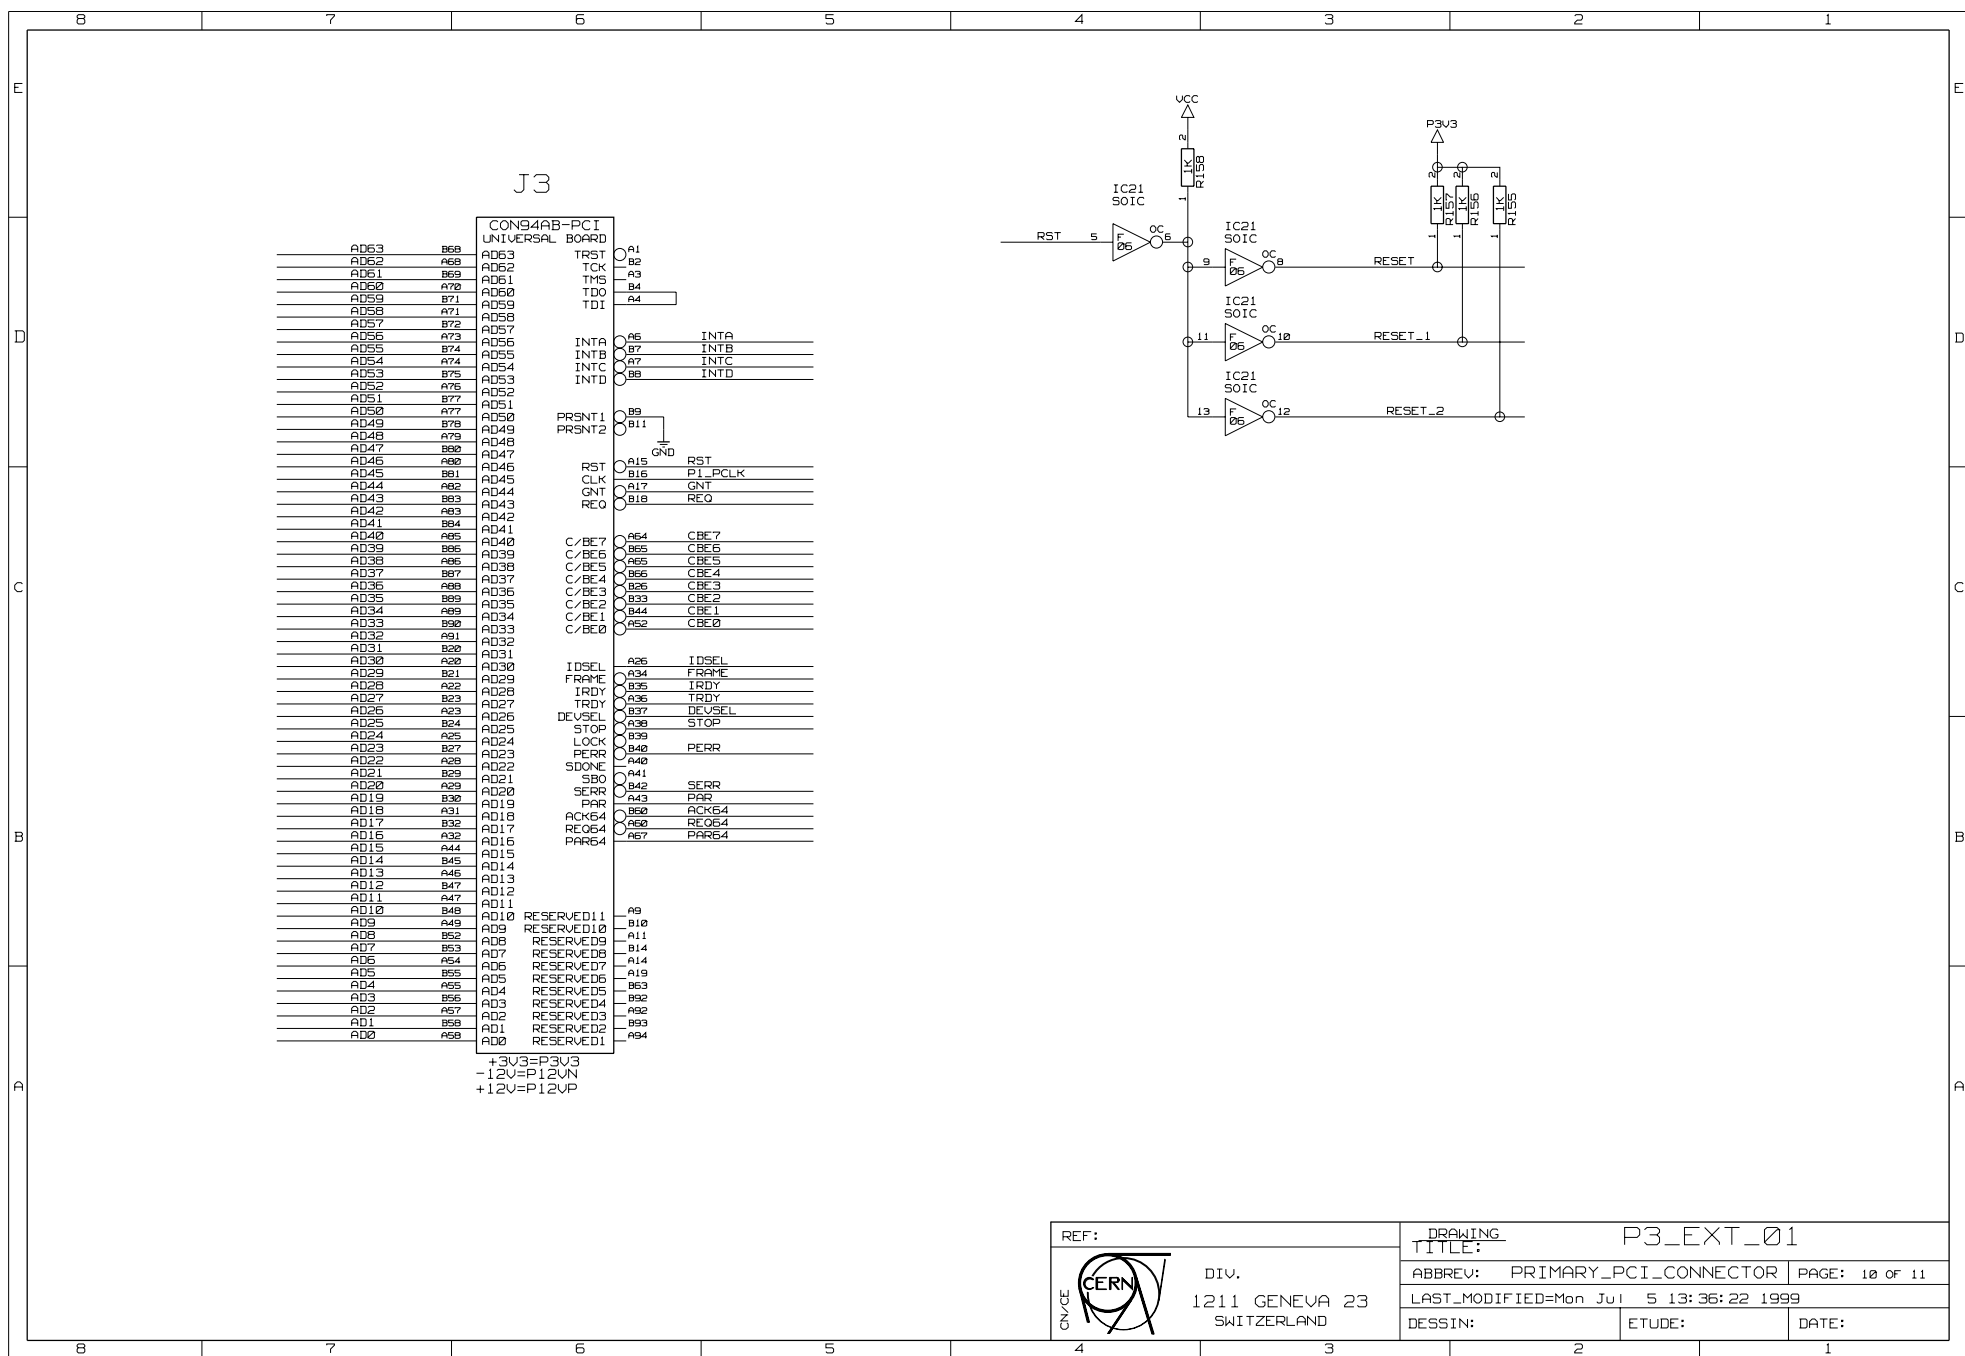 8 7 6 5 4 3 2 1
E
D
C
B
A
J3
CON94AB-PCI
UNIVERSAL BOARD
AD63 B68 AD63
AD62 A68 AD62
AD61 B69 AD61
AD60 A70 AD60
AD59 B71 AD59
AD58 A71 AD58
AD57 B72 AD57
AD56 A73 AD56
AD55 B74 AD55
AD54 A74 AD54
AD53 B75 AD53
AD52 A76 AD52
AD51 B77 AD51
AD50 A77 AD50
AD49 B78 AD49
AD48 A79 AD48
AD47 B80 AD47
AD46 A80 AD46
AD45 B81 AD45
AD44 A82 AD44
AD43 B83 AD43
AD42 A83 AD42
AD41 B84 AD41
AD40 A85 AD40
AD39 B86 AD39
AD38 A86 AD38
AD37 B87 AD37
AD36 A88 AD36
AD35 B89 AD35
AD34 A89 AD34
AD33 B90 AD33
AD32 A91 AD32
AD31 B20 AD31
AD30 A20 AD30
AD29 B21 AD29
AD28 A22 AD28
AD27 B23 AD27
AD26 A23 AD26
AD25 B24 AD25
AD24 A25 AD24
AD23 B27 AD23
AD22 A28 AD22
AD21 B29 AD21
AD20 A29 AD20
AD19 B30 AD19
AD18 A31 AD18
AD17 B32 AD17
AD16 A32 AD16
AD15 A44 AD15
AD14 B45 AD14
AD13 A46 AD13
AD12 B47 AD12
AD11 A47 AD11
AD10 B48 AD10
AD9 A49 AD9
AD8 B52 AD8
AD7 B53 AD7
AD6 A54 AD6
AD5 B55 AD5
AD4 A55 AD4
AD3 B56 AD3
AD2 A57 AD2
AD1 B58 AD1
AD0 A58 AD0
TRST A1
TCK B2
TMS A3
TDO B4
TDI A4
INTA A6 INTA
INTB B7 INTB
INTC A7 INTC
INTD B8 INTD
PRSNT1 B9
PRSNT2 B11
GND
RST A15 RST
CLK B16 P1_PCLK
GNT A17 GNT
REQ B18 REQ
C/BE7 A64 CBE7
C/BE6 B65 CBE6
C/BE5 A65 CBE5
C/BE4 B66 CBE4
C/BE3 B26 CBE3
C/BE2 B33 CBE2
C/BE1 B44 CBE1
C/BE0 A52 CBE0
IDSEL A26 IDSEL
FRAME A34 FRAME
IRDY B35 IRDY
TRDY A36 TRDY
DEVSEL B37 DEVSEL
STOP A38 STOP
LOCK B39
PERR B40 PERR
SDONE A40
SBO A41
SERR B42 SERR
PAR A43 PAR
ACK64 B60 ACK64
REQ64 A60 REQ64
PAR64 A67 PAR64
RESERVED11 A9
RESERVED10 B10
RESERVED9 A11
RESERVED8 B14
RESERVED7 A14
RESERVED6 A19
RESERVED5 B63
RESERVED4 B92
RESERVED3 A92
RESERVED2 B93
RESERVED1 A94
+3V3=P3V3
-12V=P12VN
+12V=P12VP
VCC
2
1K
R158
1
IC21
SOIC
RST 5 F 06 OC 6
IC21
SOIC
9 F 06 OC 8 RESET
IC21
SOIC
11 F 06 OC 10 RESET_1
IC21
SOIC
13 F 06 OC 12 RESET_2
P3V3
2 2 2
1K R157 1K R156 1K R155
1 1 1
REF:
CN/CE
CERN
DIV.
1211 GENEVA 23
SWITZERLAND
DRAWING
TITLE: P3_EXT_01
ABBREV: PRIMARY_PCI_CONNECTOR PAGE: 10 OF 11
LAST_MODIFIED=Mon Jul 5 13:36:22 1999
DESSIN: ETUDE: DATE:
E
D
C
B
A
8 7 6 5 4 3 2 1